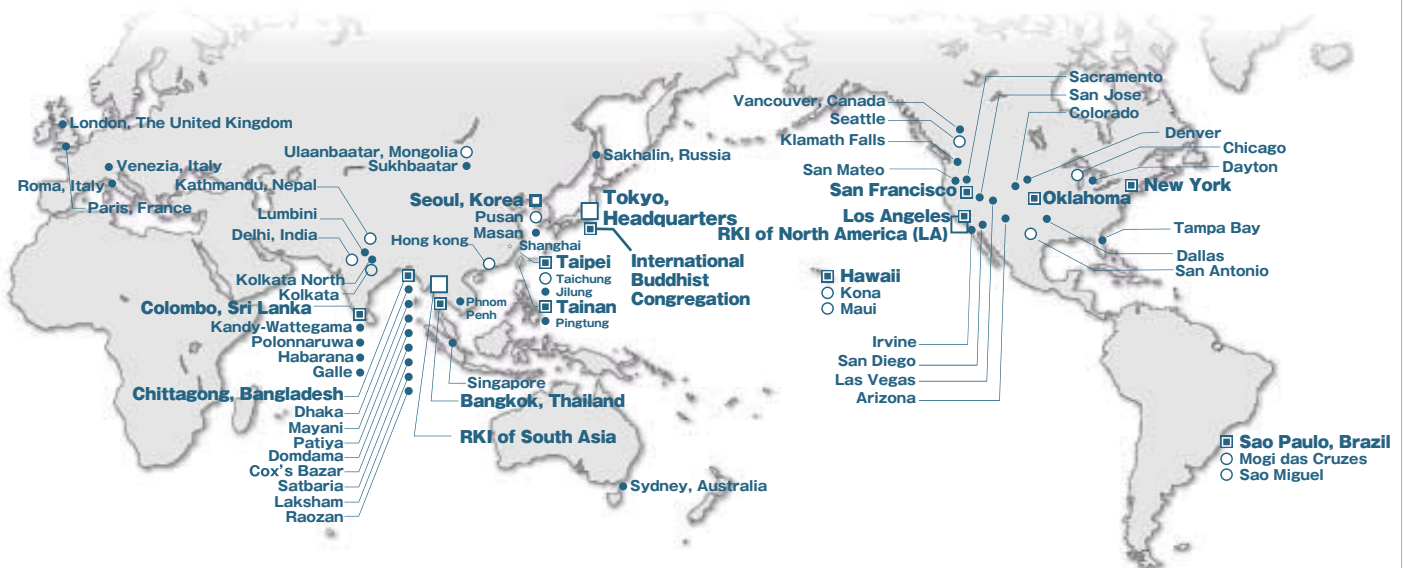 London, The United Kingdom
Venezia, Italy
Roma, Italy
Paris, France
Ulaanbaatar, Mongolia
Sukhbaatar
Kathmandu, Nepal
Lumbini
Delhi, India
Kolkata North
Kolkata
Colombo, Sri Lanka
Kandy-Wattegama
Polonnaruwa
Habarana
Galle
Chittagong, Bangladesh
Dhaka
Mayani
Patiya
Domdama
Cox's Bazar
Satbaria
Laksham
Raozan
Sakhalin, Russia
Seoul, Korea
Pusan
Masan
Tokyo,
Headquarters
International
Buddhist
Congregation
Hong kong
Shanghai
Taipei
Taichung
Jilung
Tainan
Pingtung
Phnom
Penh
Singapore
Bangkok, Thailand
RKI of South Asia
Sydney, Australia
Vancouver, Canada
Seattle
Klamath Falls
San Mateo
San Francisco
Los Angeles
RKI of North America (LA)
Sacramento
San Jose
Colorado
Denver
Chicago
Dayton
New York
Oklahoma
Tampa Bay
Dallas
San Antonio
Hawaii
Kona
Maui
Irvine
San Diego
Las Vegas
Arizona
Sao Paulo, Brazil
Mogi das Cruzes
Sao Miguel